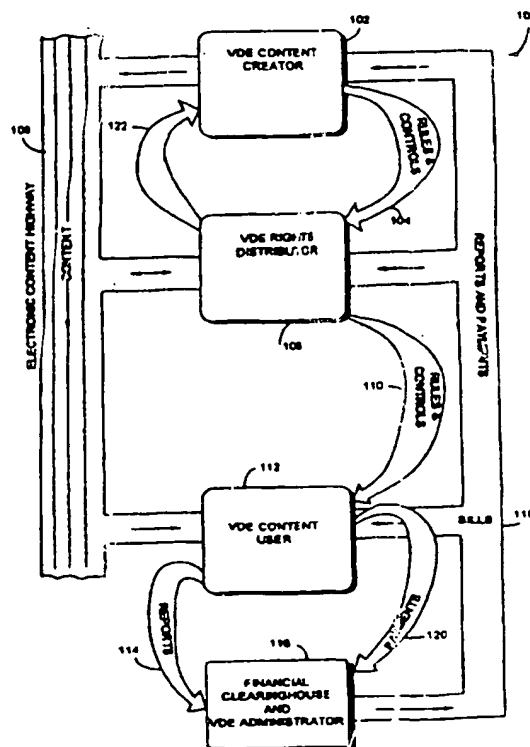 102
VDE CONTENT
CREATOR
122
RULES &
CONTROLS
104
108
ELECTRONIC CONTENT HIGHWAY
CONTENT
VDE RIGHTS
DISTRIBUTOR
106
REPORTS AND PAYMENTS
110
RULES &
CONTROLS
112
VDE CONTENT
USER
BILLS
118
REPORTS
114
120
116
FINANCIAL
CLEARINGHOUSE
AND
VDE ADMINISTRATOR